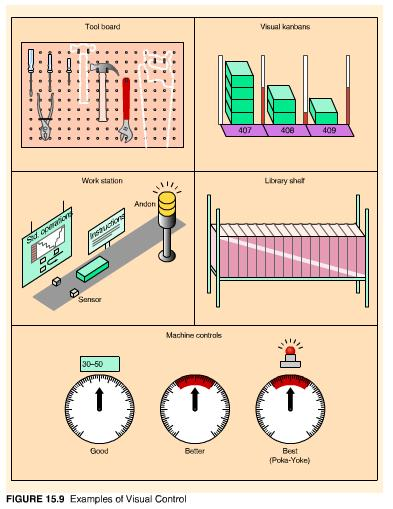 Tool board
Visual kanbans
407 408 409
Work station
Library shelf
Andon
Std. operations
Instructions
Sensor
Machine controls
30–50
Good
Better
Best
(Poka-Yoke)
FIGURE 15.9 Examples of Visual Control